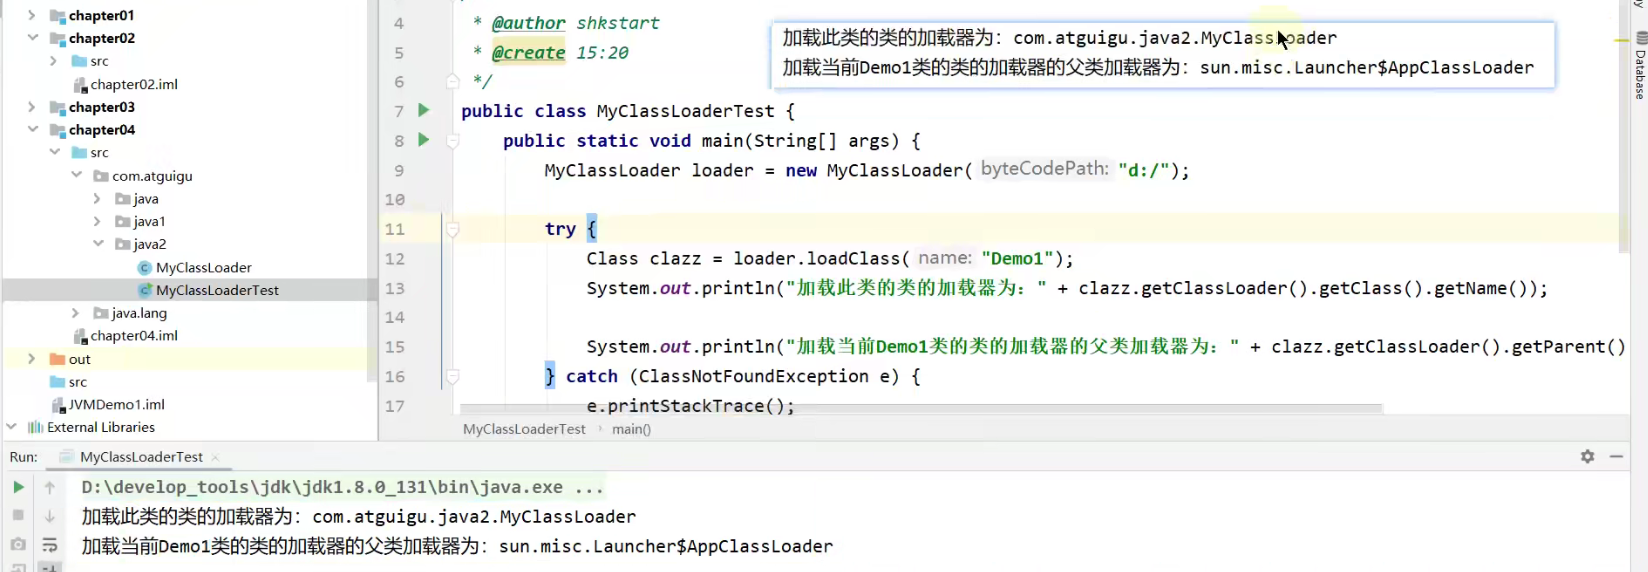 chapter01
chapter02
src
chapter02.iml
chapter03
chapter04
src
com.atguigu
java
java1
java2
MyClassLoader
MyClassLoaderTest
java.lang
chapter04.iml
out
src
JVMDemo1.iml
External Libraries
4 * @author shkstart
5 * @create 15:20
6 */
7 public class MyClassLoaderTest {
8 public static void main(String[] args) {
9 MyClassLoader loader = new MyClassLoader( byteCodePath: "d:/");
10
11 try {
12 Class clazz = loader.loadClass( name: "Demo1");
13 System.out.println("加载此类的类的加载器为：" + clazz.getClassLoader().getClass().getName());
14
15 System.out.println("加载当前Demo1类的类的加载器的父类加载器为：" + clazz.getClassLoader().getParent()
16 } catch (ClassNotFoundException e) {
17 e.printStackTrace();
加载此类的类的加载器为：com.atguigu.java2.MyClassLoader
加载当前Demo1类的类的加载器的父类加载器为：sun.misc.Launcher$AppClassLoader
Database
MyClassLoaderTest › main()
Run: MyClassLoaderTest ×
D:\develop_tools\jdk\jdk1.8.0_131\bin\java.exe ...
加载此类的类的加载器为：com.atguigu.java2.MyClassLoader
加载当前Demo1类的类的加载器的父类加载器为：sun.misc.Launcher$AppClassLoader